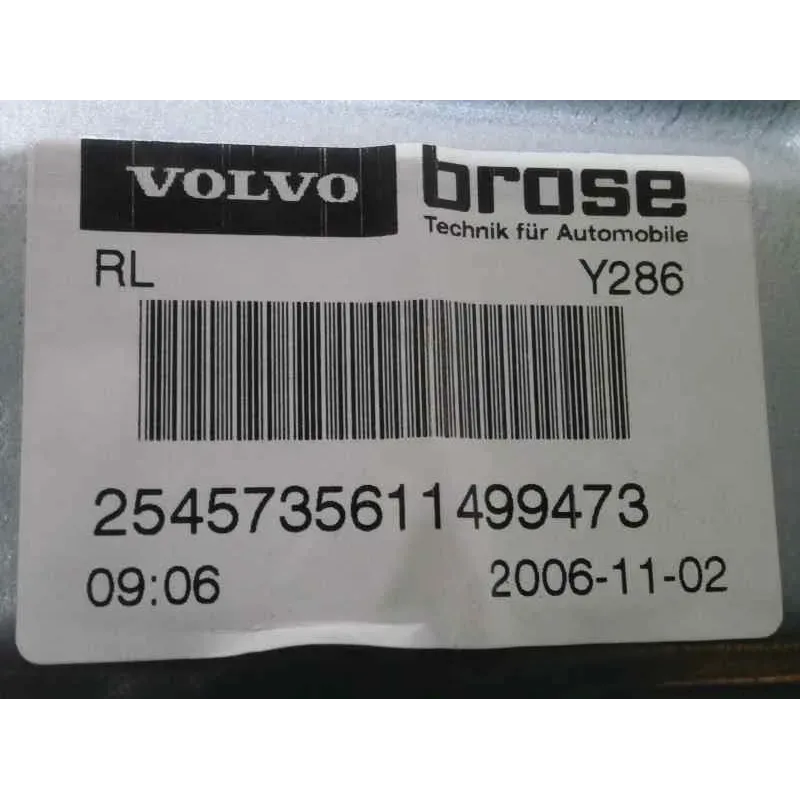 VOLVO brose
Technik für Automobile
RL Y286
2545735611499473
09:06 2006-11-02